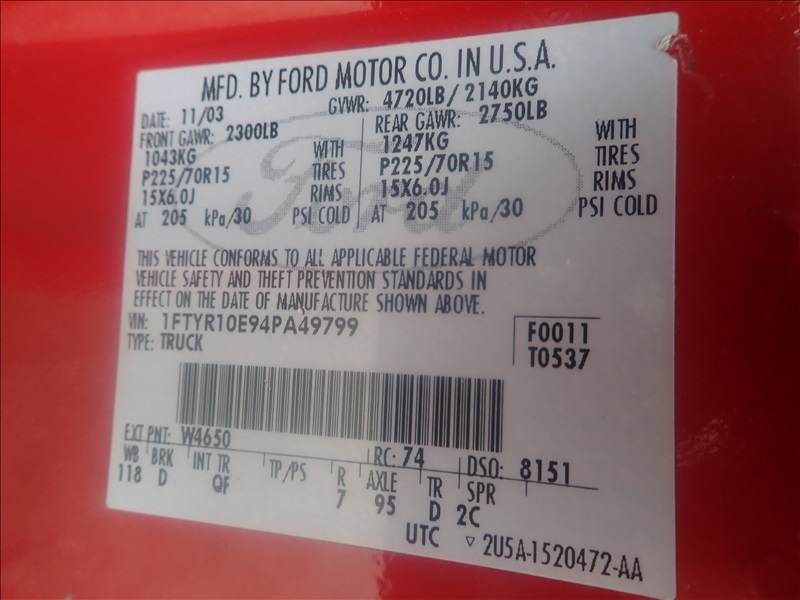 MFD. BY FORD MOTOR CO. IN U.S.A.
DATE: 11/03 GVWR: 4720LB/ 2140KG
FRONT GAWR: 2300LB REAR GAWR: 2750LB
1043KG WITH 1247KG WITH
P225/70R15 TIRES P225/70R15 TIRES
15X6.0J RIMS 15X6.0J RIMS
AT 205 kPa/30 PSI COLD AT 205 kPa/30 PSI COLD
Ford
THIS VEHICLE CONFORMS TO ALL APPLICABLE FEDERAL MOTOR
VEHICLE SAFETY AND THEFT PREVENTION STANDARDS IN
EFFECT ON THE DATE OF MANUFACTURE SHOWN ABOVE.
VIN: 1FTYR10E94PA49799 F0011
TYPE: TRUCK T0537
EXT PNT: W4650 RC: 74 DSO: 8151
WB BRK INT TR TP/PS R AXLE TR SPR
118 D QF 7 95 D 2C
UTC ▽ 2U5A-1520472-AA